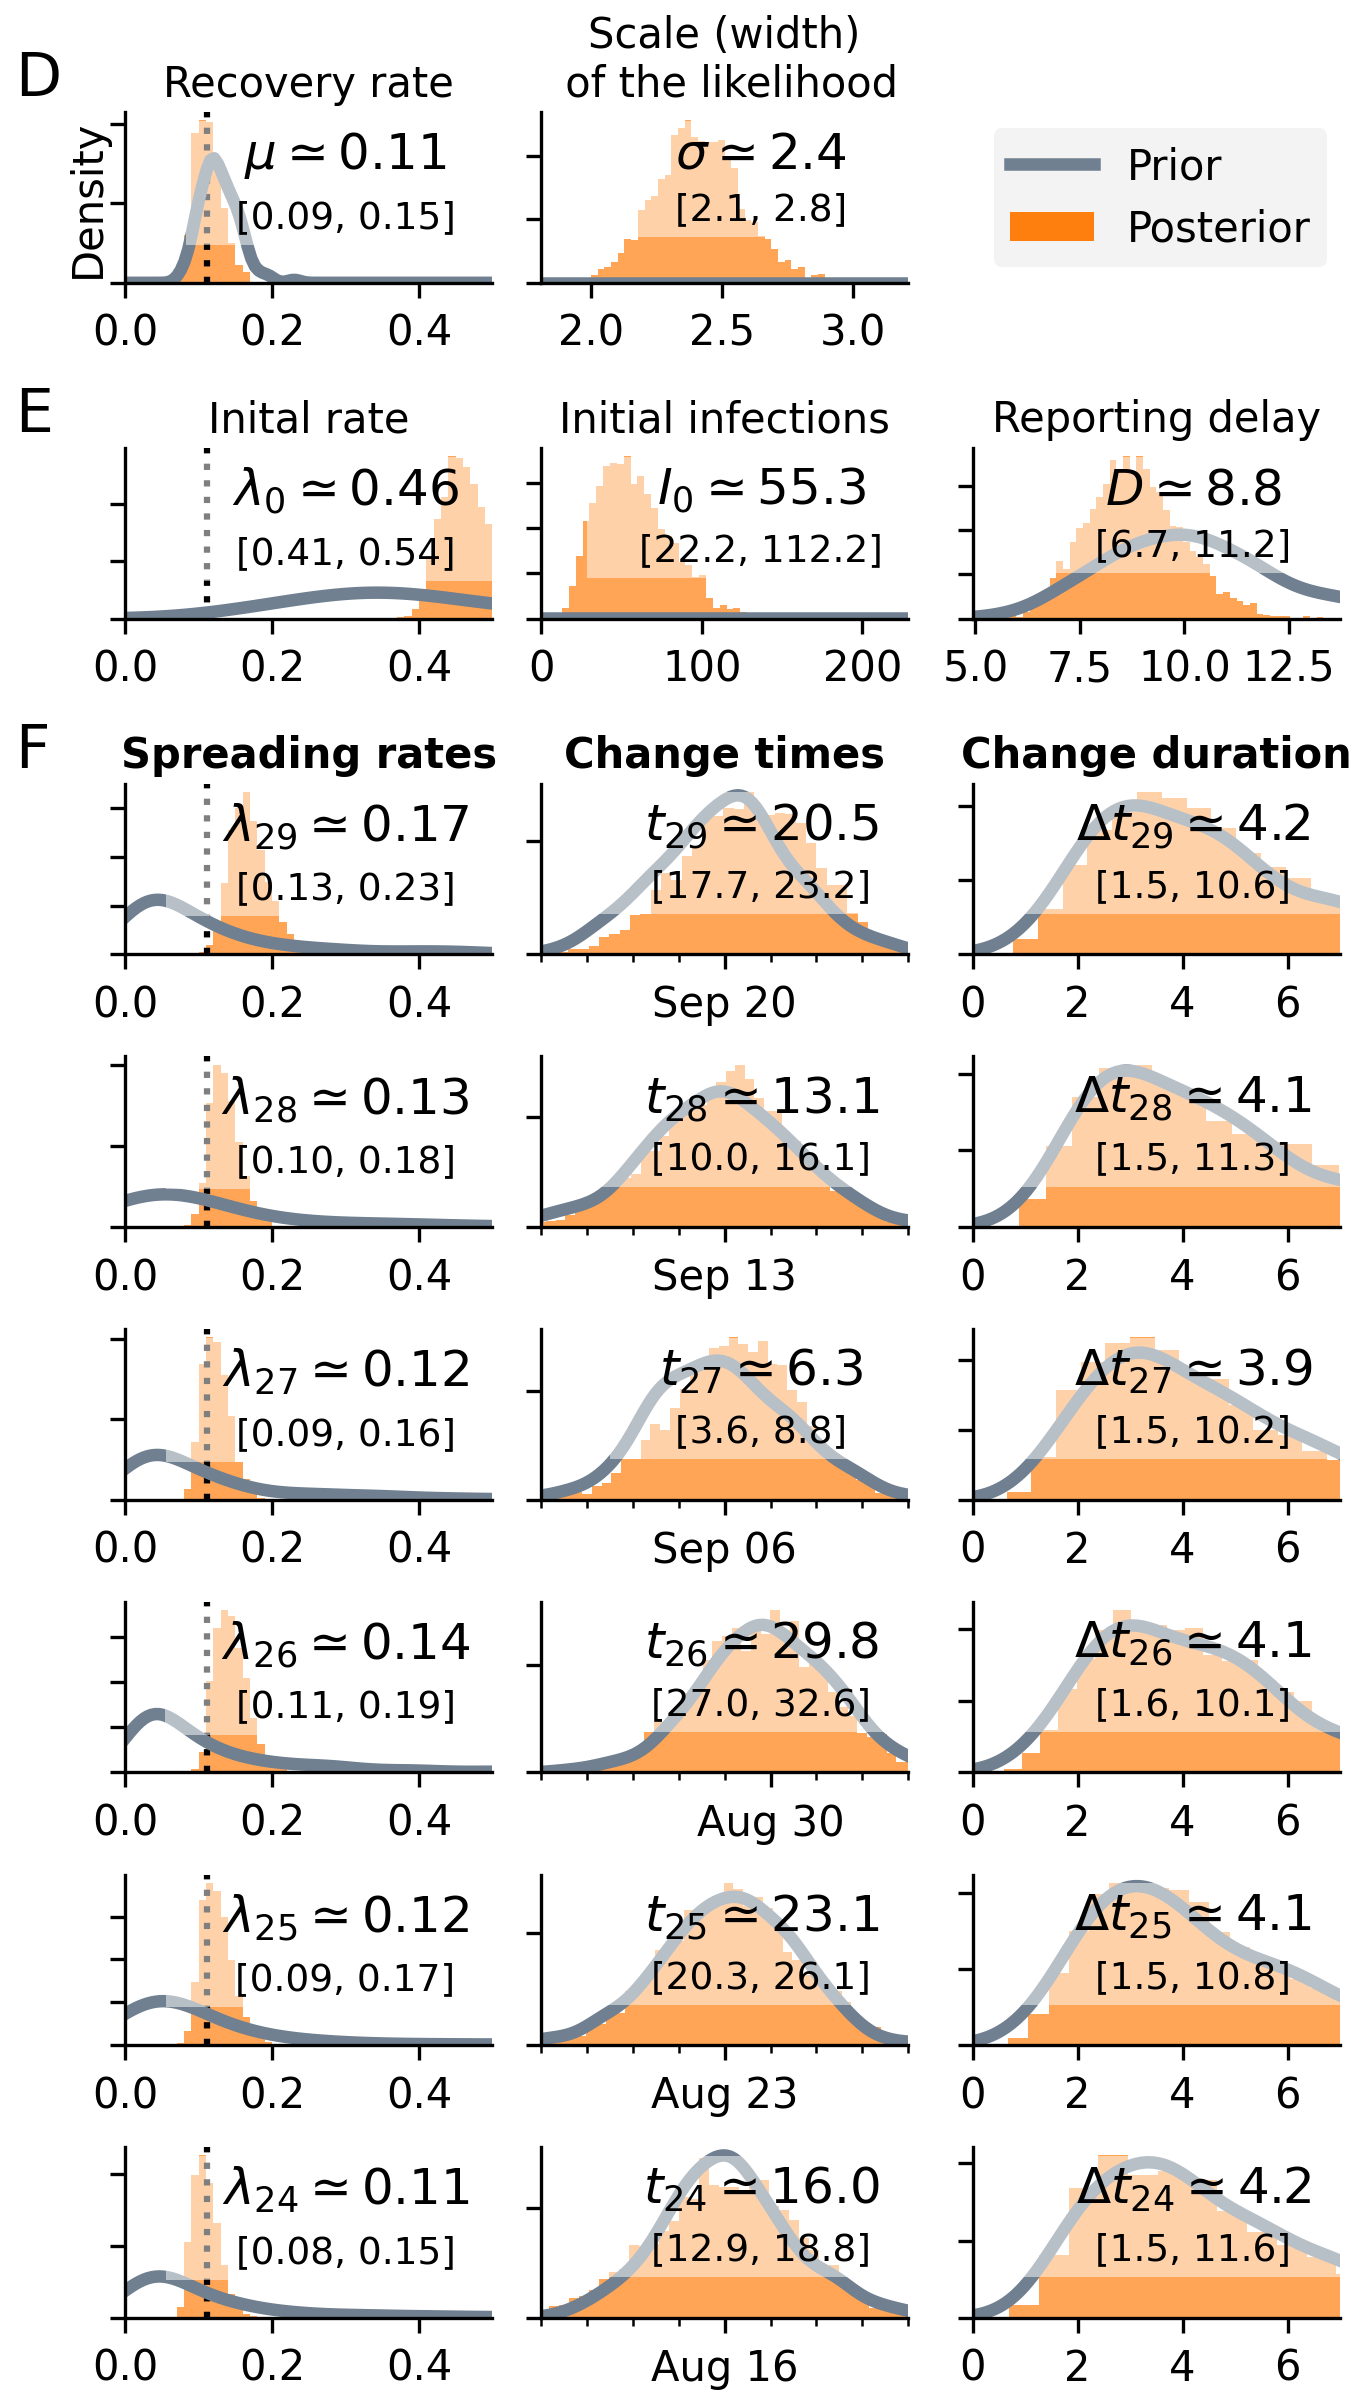 D
Recovery rate
Scale (width)
of the likelihood
Density
μ ≃ 0.11
[0.09, 0.15]
0.0 0.2 0.4
σ ≃ 2.4
[2.1, 2.8]
2.0 2.5 3.0
Prior
Posterior
E
Inital rate
λ0 ≃ 0.46
[0.41, 0.54]
0.0 0.2 0.4
Initial infections
I0 ≃ 55.3
[22.2, 112.2]
0 100 200
Reporting delay
D ≃ 8.8
[6.7, 11.2]
5.0 7.5 10.0 12.5
F
Spreading rates
Change times
Change duration
λ29 ≃ 0.17
[0.13, 0.23]
0.0 0.2 0.4
t29 ≃ 20.5
[17.7, 23.2]
Sep 20
Δt29 ≃ 4.2
[1.5, 10.6]
0 2 4 6
λ28 ≃ 0.13
[0.10, 0.18]
0.0 0.2 0.4
t28 ≃ 13.1
[10.0, 16.1]
Sep 13
Δt28 ≃ 4.1
[1.5, 11.3]
0 2 4 6
λ27 ≃ 0.12
[0.09, 0.16]
0.0 0.2 0.4
t27 ≃ 6.3
[3.6, 8.8]
Sep 06
Δt27 ≃ 3.9
[1.5, 10.2]
0 2 4 6
λ26 ≃ 0.14
[0.11, 0.19]
0.0 0.2 0.4
t26 ≃ 29.8
[27.0, 32.6]
Aug 30
Δt26 ≃ 4.1
[1.6, 10.1]
0 2 4 6
λ25 ≃ 0.12
[0.09, 0.17]
0.0 0.2 0.4
t25 ≃ 23.1
[20.3, 26.1]
Aug 23
Δt25 ≃ 4.1
[1.5, 10.8]
0 2 4 6
λ24 ≃ 0.11
[0.08, 0.15]
0.0 0.2 0.4
t24 ≃ 16.0
[12.9, 18.8]
Aug 16
Δt24 ≃ 4.2
[1.5, 11.6]
0 2 4 6